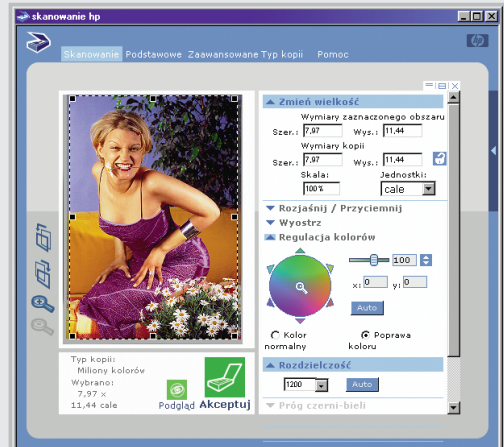 skanowanie hp
hp
Skanowanie Podstawowe Zaawansowane Typ kopii Pomoc
Zmień wielkość
Wymiary zaznaczonego obszaru
Szer.: 7,97 Wys.: 11,44
Wymiary kopii
Szer.: 7,97 Wys.: 11,44
Skala: Jednostki:
100% cale
Rozjaśnij / Przyciemnij
Wyostrz
Regulacja kolorów
100
x: 0 y: 0
Auto
Kolor normalny
Poprawa koloru
Rozdzielczość
1200 Auto
Próg czerni-bieli
Typ kopii:
Miliony kolorów
Wybrano:
7,97 x
11,44 cale
Podgląd Akceptuj